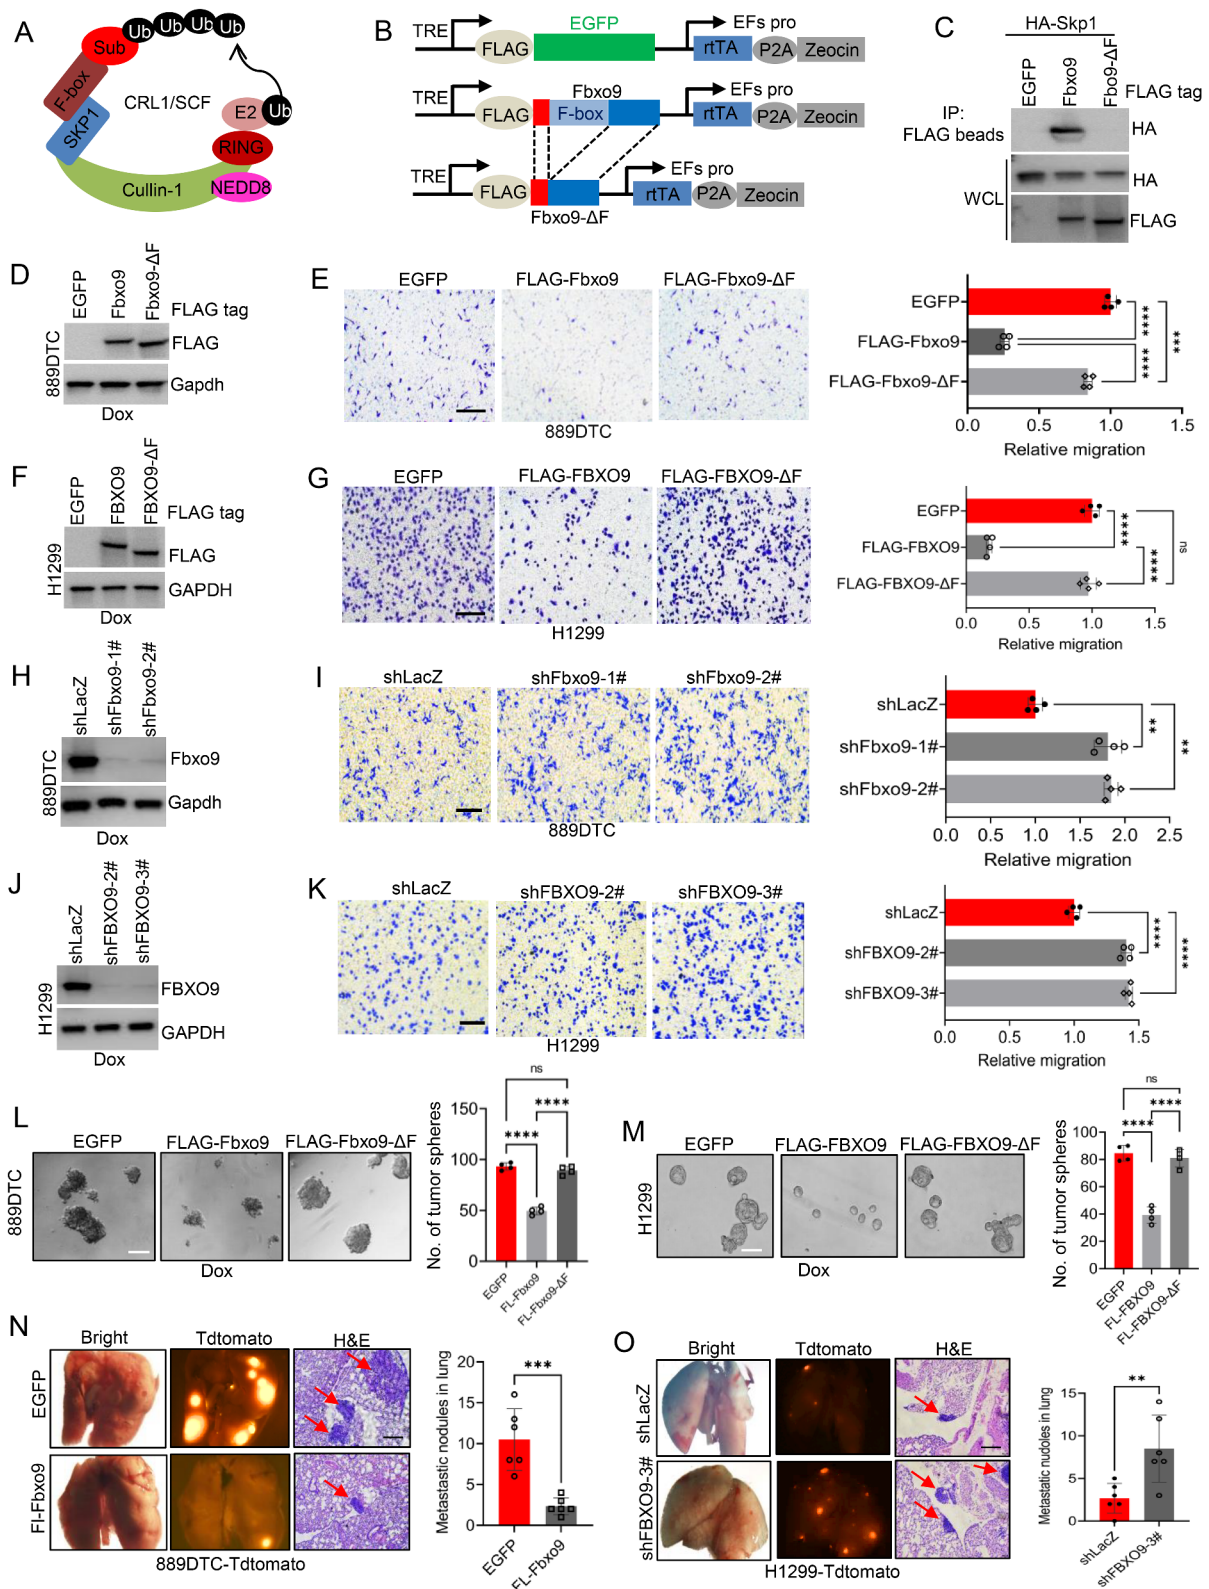 A
Ub Ub Ub Ub
Sub
F-box
SKP1
CRL1/SCF
E2 Ub
RING
Cullin-1
NEDD8
B
TRE
EGFP
EFs pro
FLAG
rtTA
P2A
Zeocin
TRE
Fbxo9
EFs pro
FLAG
F-box
rtTA
P2A
Zeocin
TRE
EFs pro
FLAG
rtTA
P2A
Zeocin
Fbxo9-ΔF
C
HA-Skp1
EGFP
Fbxo9
Fbo9-ΔF
FLAG tag
IP:
FLAG beads
HA
WCL
HA
FLAG
D
EGFP
Fbxo9
Fbxo9-ΔF
FLAG tag
889DTC
FLAG
Gapdh
Dox
E
EGFP
FLAG-Fbxo9
FLAG-Fbxo9-ΔF
889DTC
EGFP
FLAG-Fbxo9
FLAG-Fbxo9-ΔF
****
****
***
0.0 0.5 1.0 1.5
Relative migration
F
EGFP
FBXO9
FBXO9-ΔF
FLAG tag
H1299
FLAG
GAPDH
Dox
G
EGFP
FLAG-FBXO9
FLAG-FBXO9-ΔF
H1299
EGFP
FLAG-FBXO9
FLAG-FBXO9-ΔF
****
****
ns
0.0 0.5 1.0 1.5
Relative migration
H
shLacZ
shFbxo9-1#
shFbxo9-2#
889DTC
Fbxo9
Gapdh
Dox
I
shLacZ
shFbxo9-1#
shFbxo9-2#
889DTC
shLacZ
shFbxo9-1#
shFbxo9-2#
**
**
0.0 0.5 1.0 1.5 2.0 2.5
Relative migration
J
shLacZ
shFBXO9-2#
shFBXO9-3#
H1299
FBXO9
GAPDH
Dox
K
shLacZ
shFBXO9-2#
shFBXO9-3#
H1299
shLacZ
shFBXO9-2#
shFBXO9-3#
****
****
0.0 0.5 1.0 1.5
Relative migration
L
EGFP
FLAG-Fbxo9
FLAG-Fbxo9-ΔF
889DTC
Dox
No. of tumor spheres
150
100
50
0
ns
****
****
EGFP
FL-Fbxo9
FL-Fbxo9-ΔF
M
EGFP
FLAG-FBXO9
FLAG-FBXO9-ΔF
H1299
Dox
No. of tumor spheres
100
80
60
40
20
0
ns
****
****
EGFP
FL-FBXO9
FL-FBXO9-ΔF
N
Bright
Tdtomato
H&E
EGFP
Fl-Fbxo9
889DTC-Tdtomato
Metastastic nodules in lung
20
15
10
5
0
***
EGFP
FL-Fbxo9
O
Bright
Tdtomato
H&E
shLacZ
shFBXO9-3#
H1299-Tdtomato
Metastatic nudoles in lung
15
10
5
0
**
shLacZ
shFBXO9-3#